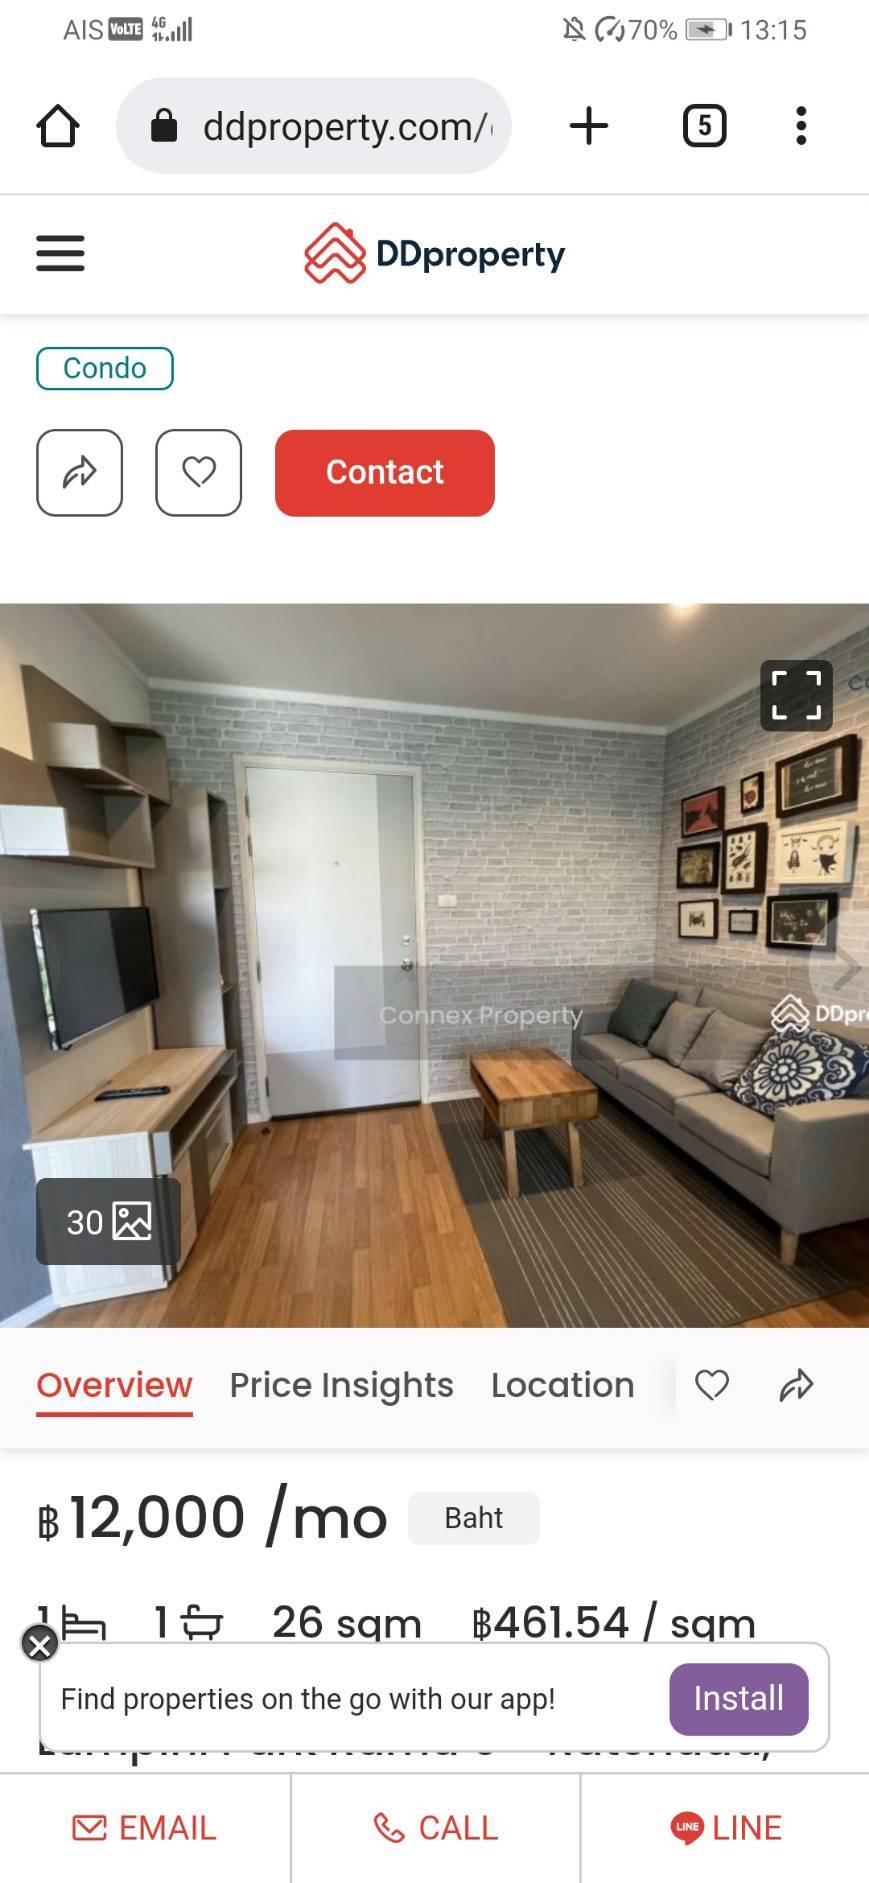 AIS VoLTE 4G 70% 13:15
ddproperty.com/ 5
DDproperty
Condo
Contact
Connex Property
DDpr
30
Overview Price Insights Location
฿12,000 /mo Baht
1 1 26 sqm ฿461.54 / sqm
Find properties on the go with our app! Install
EMAIL CALL LINE LINE